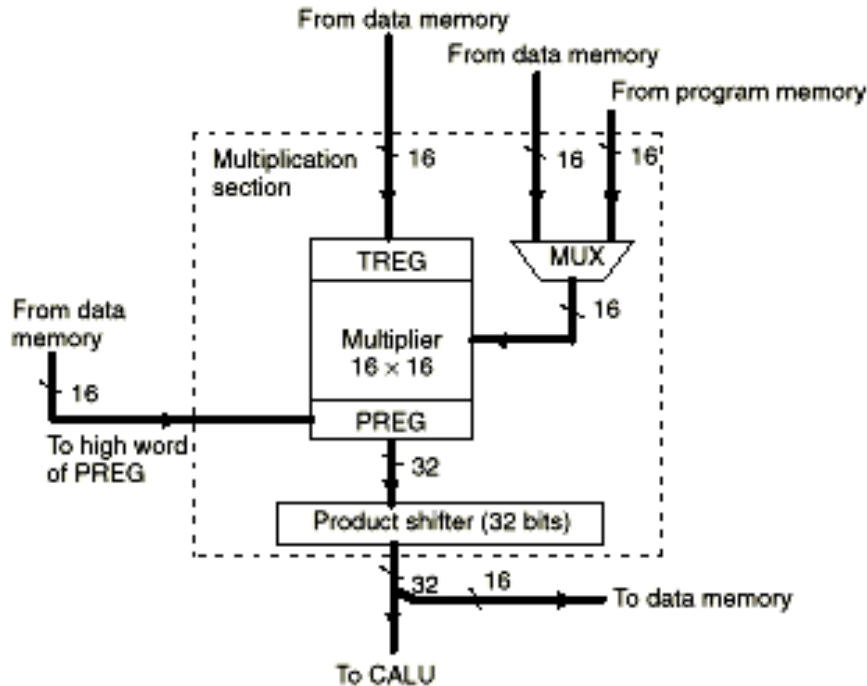 From data memory
From data memory
From program memory
16
16
16
Multiplication
section
TREG
MUX
16
From data
memory
Multiplier
16 × 16
16
PREG
To high word
of PREG
32
Product shifter (32 bits)
32
16
To data memory
To CALU